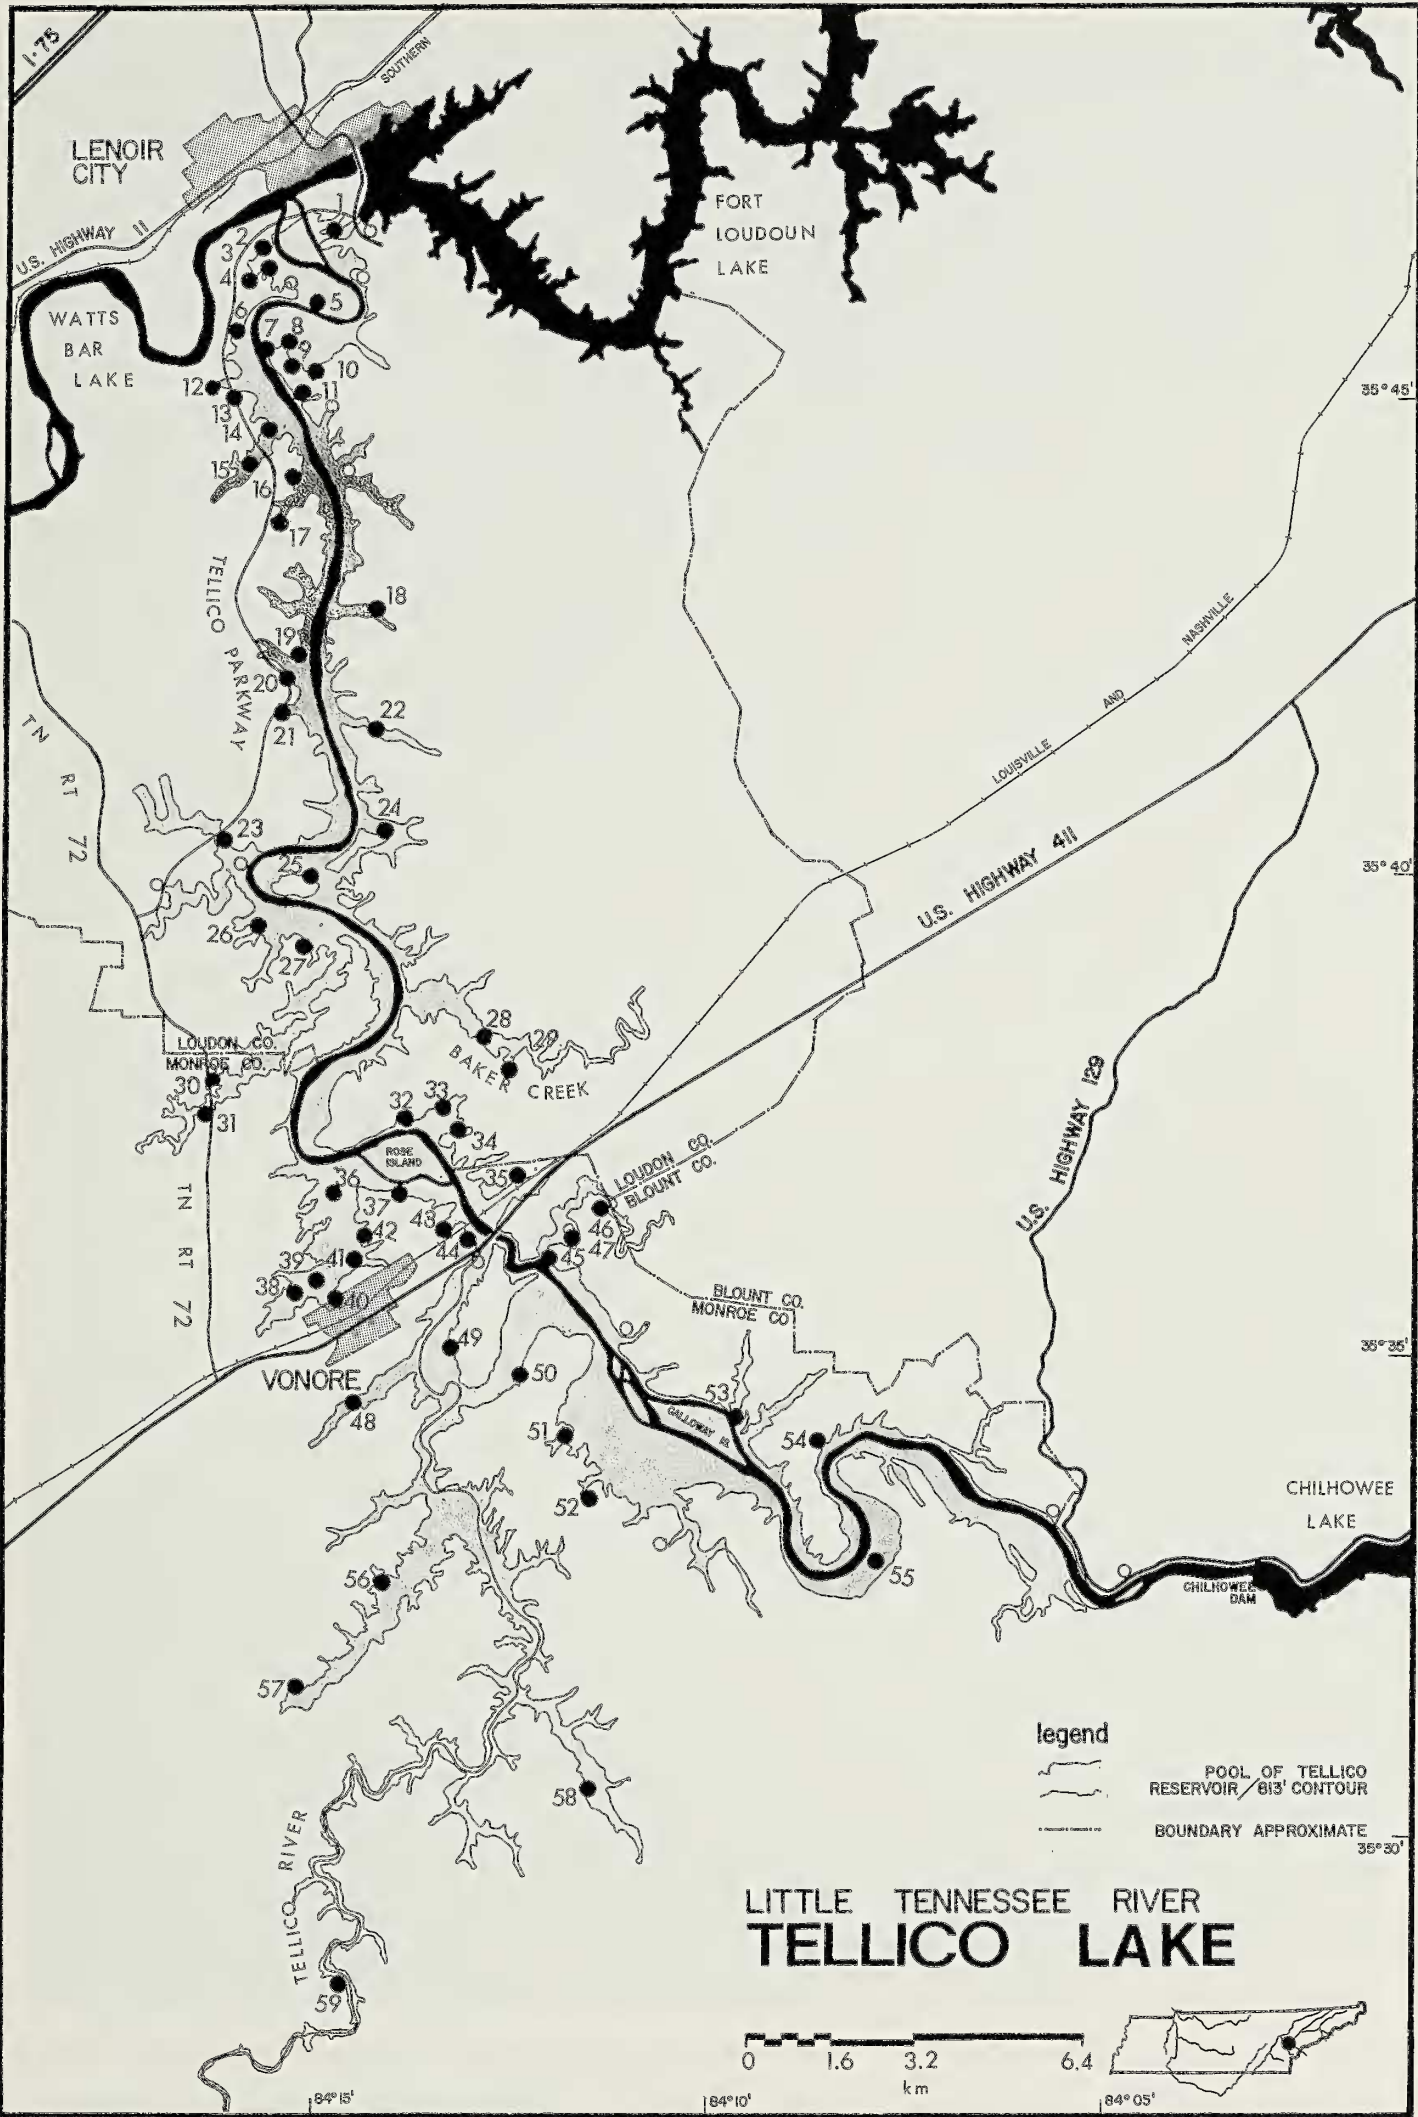 I-75
SOUTHERN
LENOIR
CITY
U.S. HIGHWAY 11
FORT
LOUDOUN
LAKE
WATTS
BAR
LAKE
1
2
3
4
5
6
7
8
9
10
11
12
13
14
15
16
17
35°45'
TELLICO PARKWAY
18
19
20
21
22
TN RT 72
23
24
25
26
27
LOUISVILLE AND NASHVILLE
35°40'
U.S. HIGHWAY 411
28
29
BAKER CREEK
LOUDON CO.
MONROE CO.
30
31
32
33
34
35
ROSE
ISLAND
LOUDON CO.
BLOUNT CO.
U.S. HIGHWAY 129
TN RT 72
36
37
38
39
40
41
42
43
44
45
46
47
BLOUNT CO.
MONROE CO
35°35'
VONORE
48
49
50
51
52
53
GALLOWAY IS.
54
55
CHILHOWEE
LAKE
CHILHOWEE
DAM
56
57
58
59
TELLICO RIVER
legend
POOL OF TELLICO
RESERVOIR/813' CONTOUR
BOUNDARY APPROXIMATE
35°30'
LITTLE TENNESSEE RIVER
TELLICO LAKE
0 1.6 3.2 6.4
km
84°15'
84°10'
84°05'